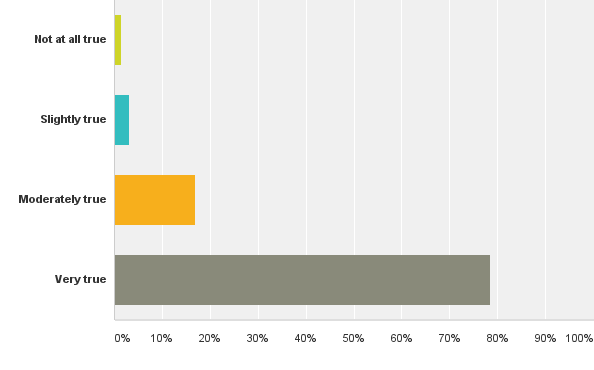 Not at all true
Slightly true
Moderately true
Very true
0% 10% 20% 30% 40% 50% 60% 70% 80% 90% 100%